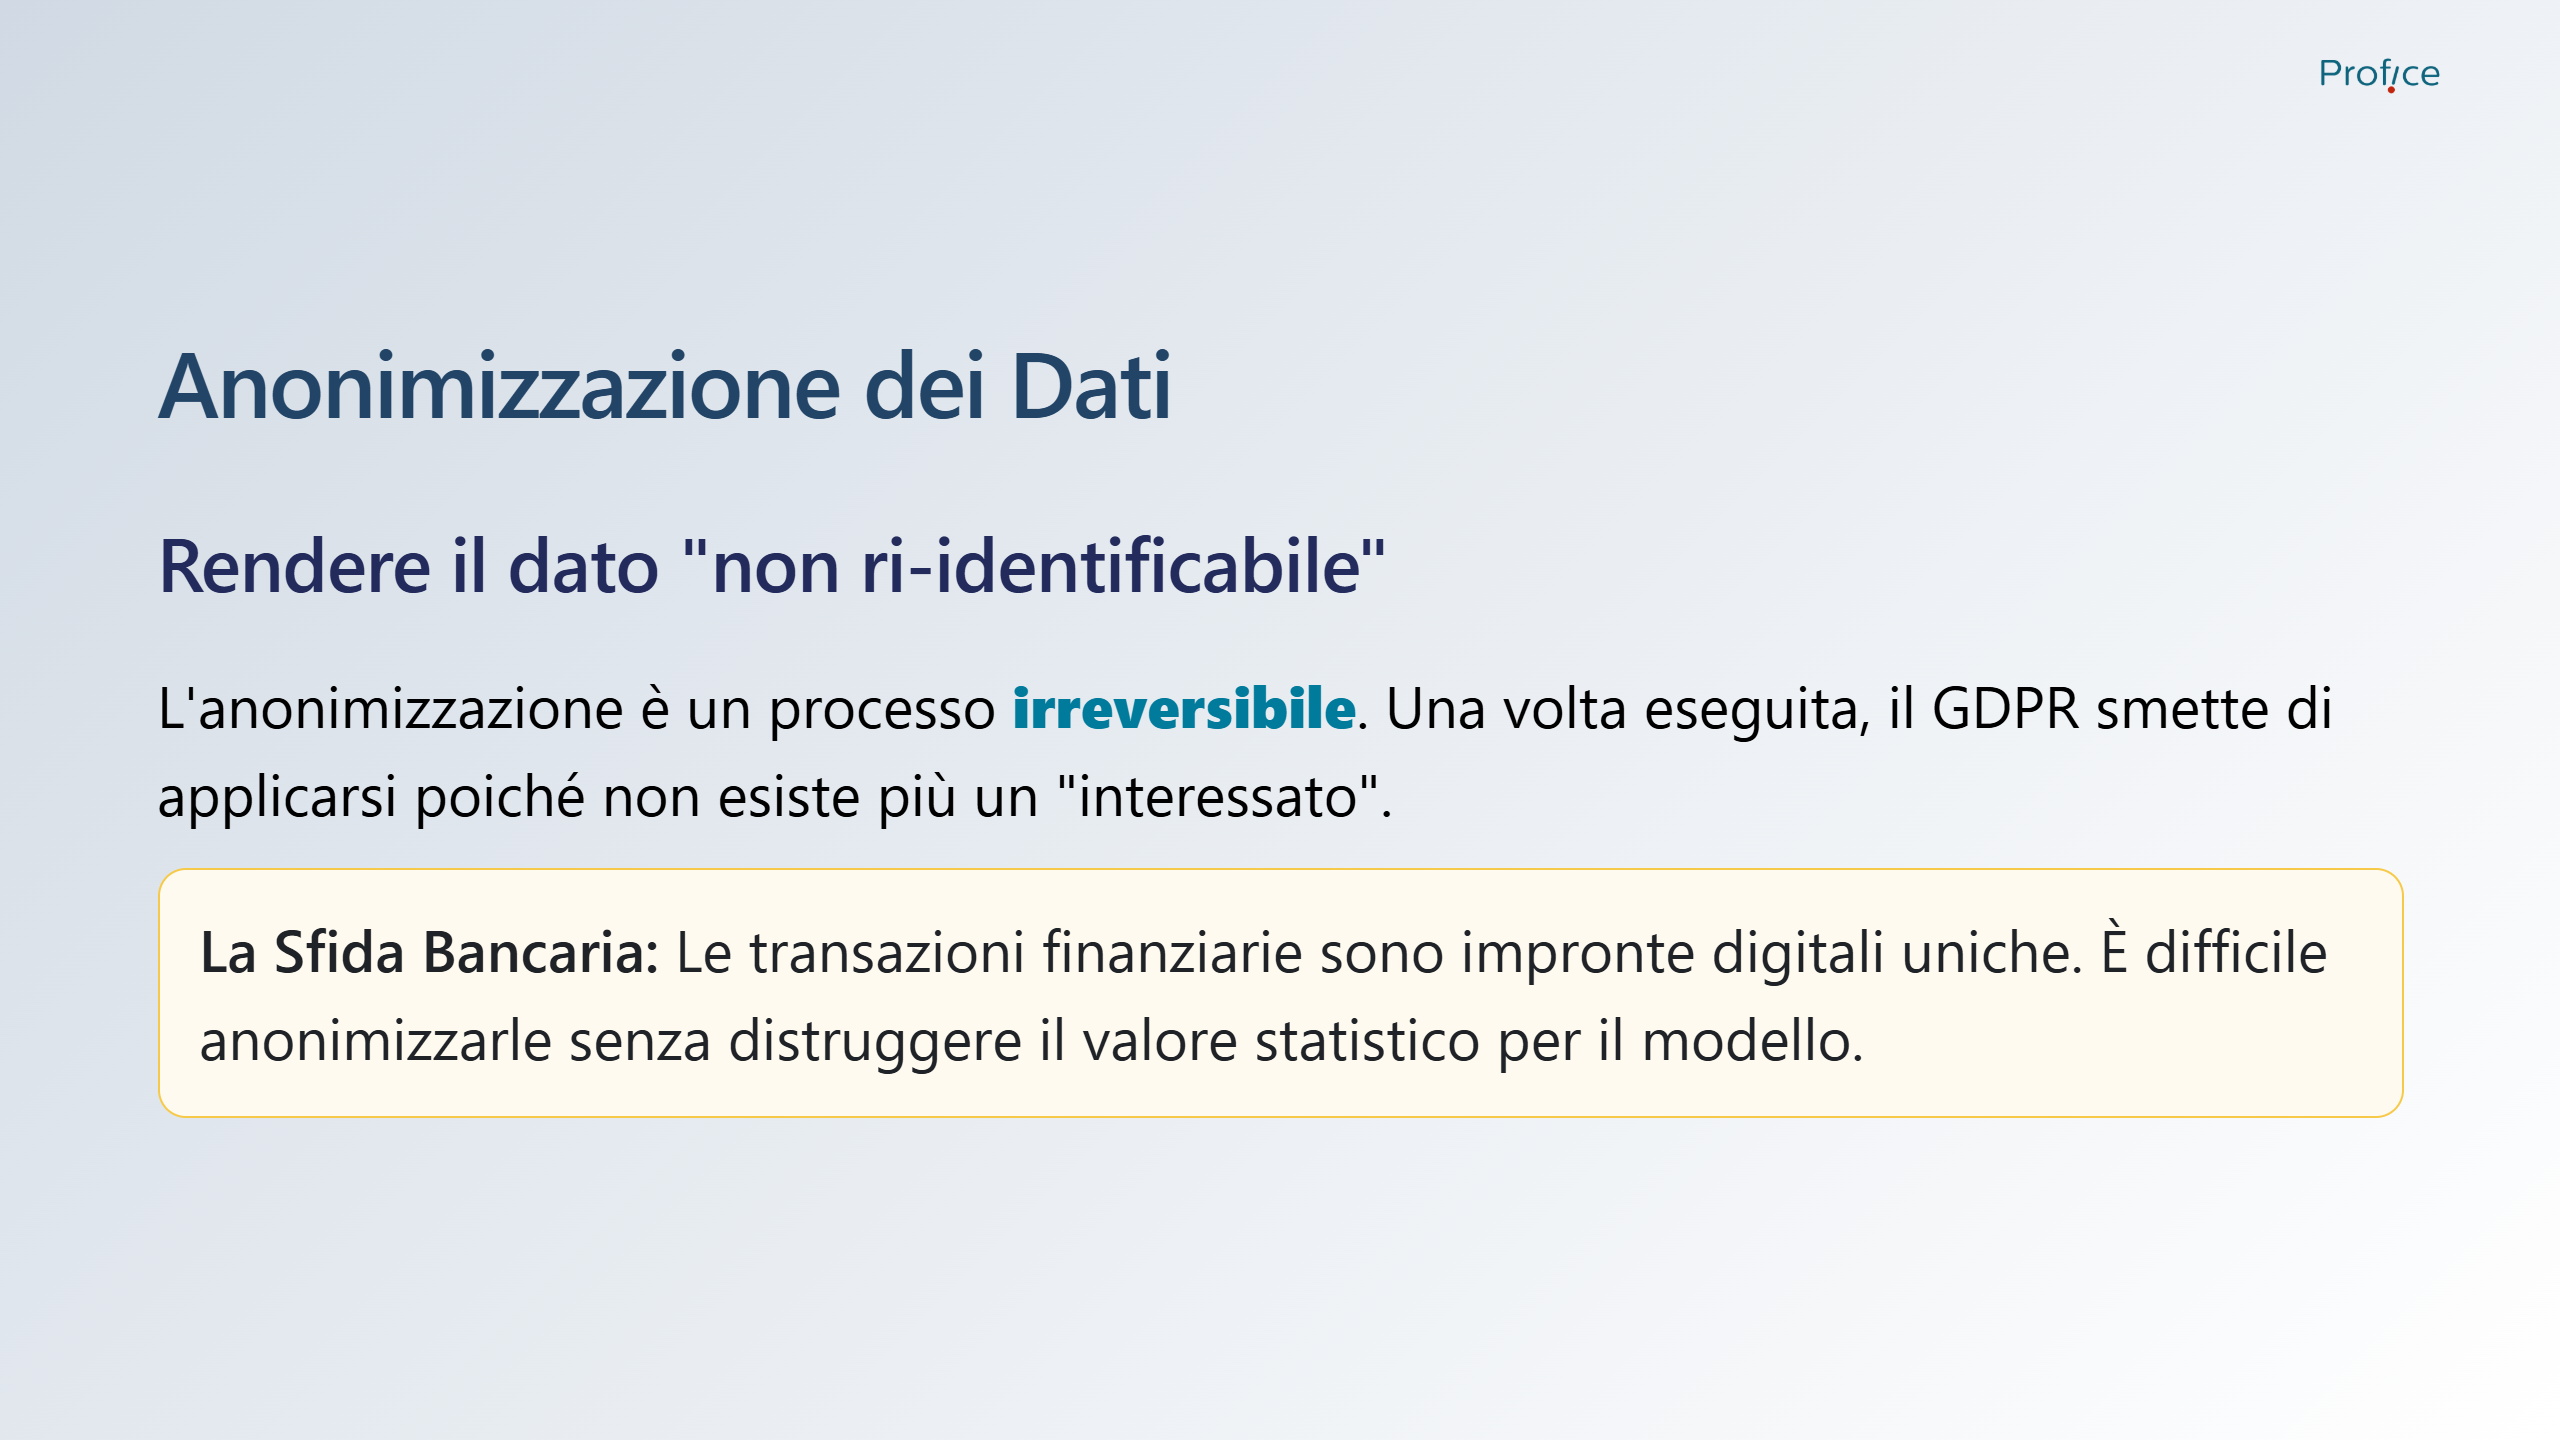 Profice
Anonimizzazione dei Dati
Rendere il dato "non ri-identificabile"
L'anonimizzazione è un processo irreversibile. Una volta eseguita, il GDPR smette di
applicarsi poiché non esiste più un "interessato".
La Sfida Bancaria: Le transazioni finanziarie sono impronte digitali uniche. È difficile
anonimizzarle senza distruggere il valore statistico per il modello.